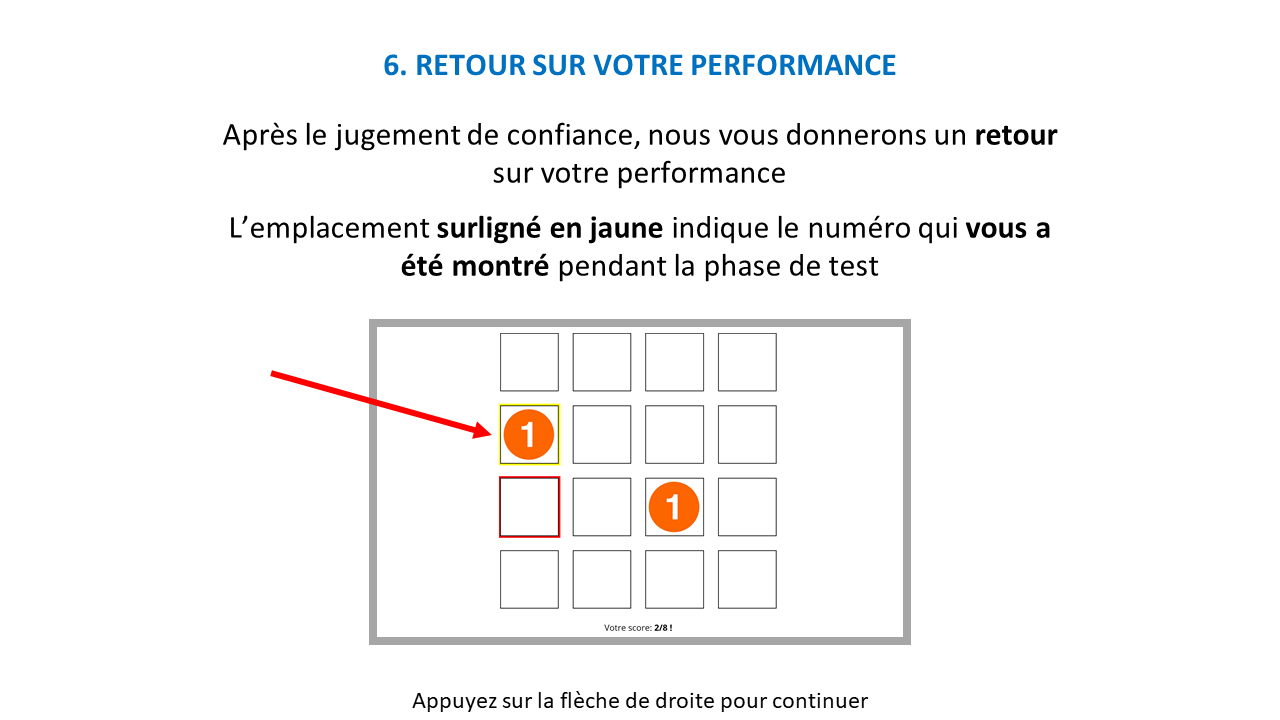 6. RETOUR SUR VOTRE PERFORMANCE
Après le jugement de confiance, nous vous donnerons un retour
sur votre performance
L’emplacement surligné en jaune indique le numéro qui vous a
été montré pendant la phase de test
1
1
Votre score: 2/8 !
Appuyez sur la flèche de droite pour continuer